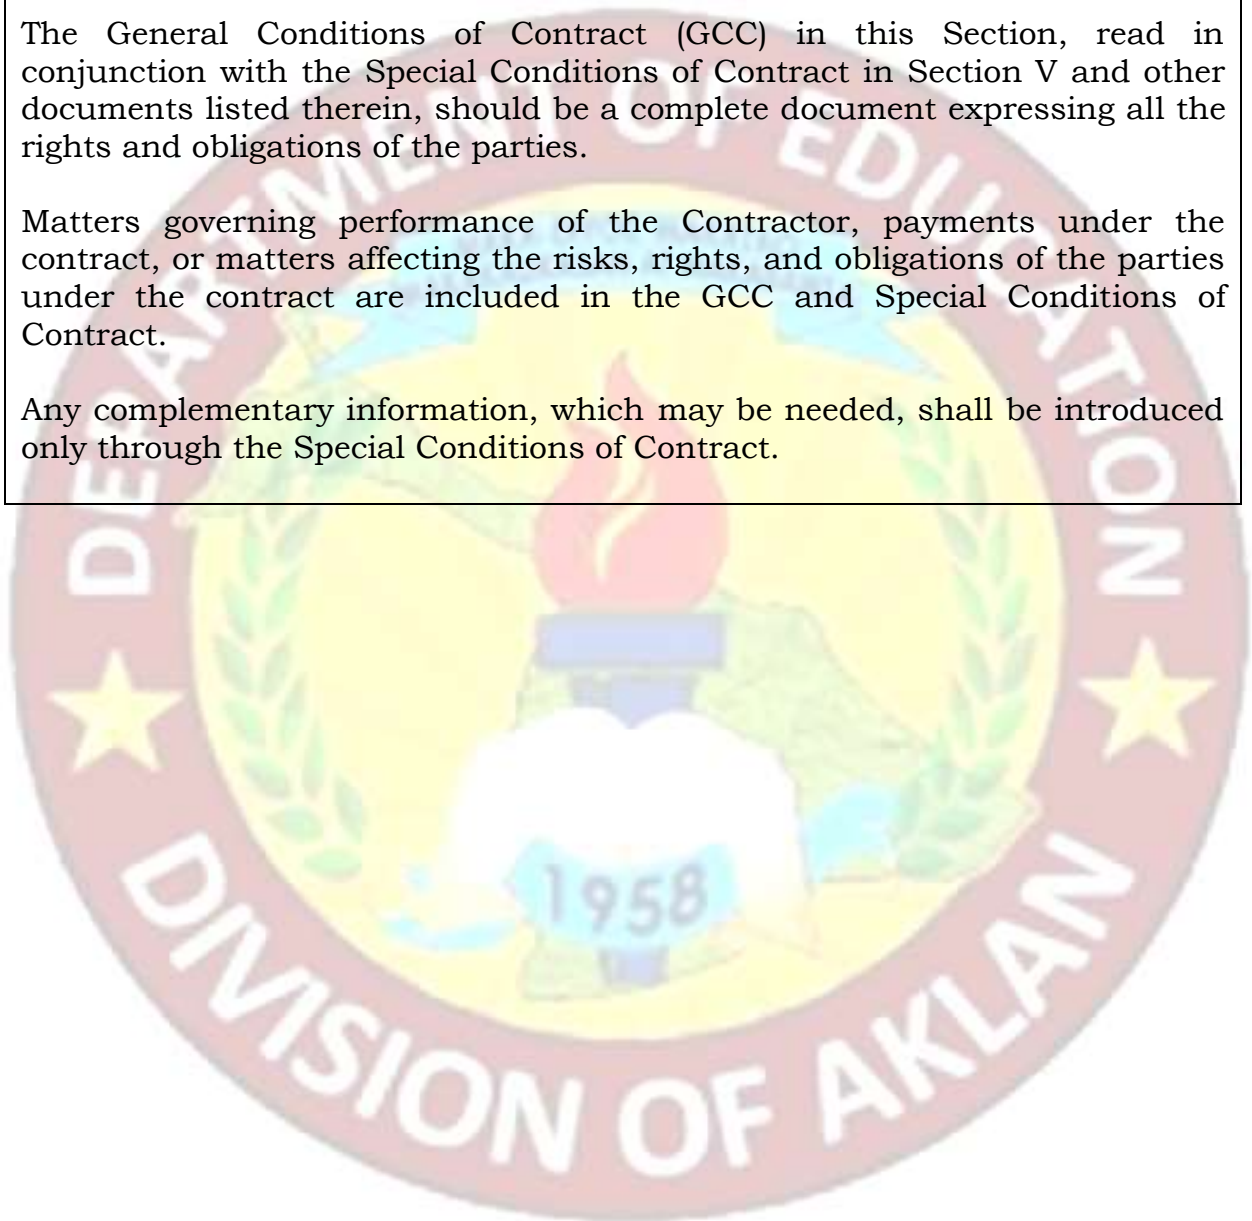 The General Conditions of Contract (GCC) in this Section, read in
conjunction with the Special Conditions of Contract in Section V and other
documents listed therein, should be a complete document expressing all the
rights and obligations of the parties.
Matters governing performance of the Contractor, payments under the
contract, or matters affecting the risks, rights, and obligations of the parties
under the contract are included in the GCC and Special Conditions of
Contract.
Any complementary information, which may be needed, shall be introduced
only through the Special Conditions of Contract.
DEPARTMENT OF EDUCATION
1958
DIVISION OF AKLAN